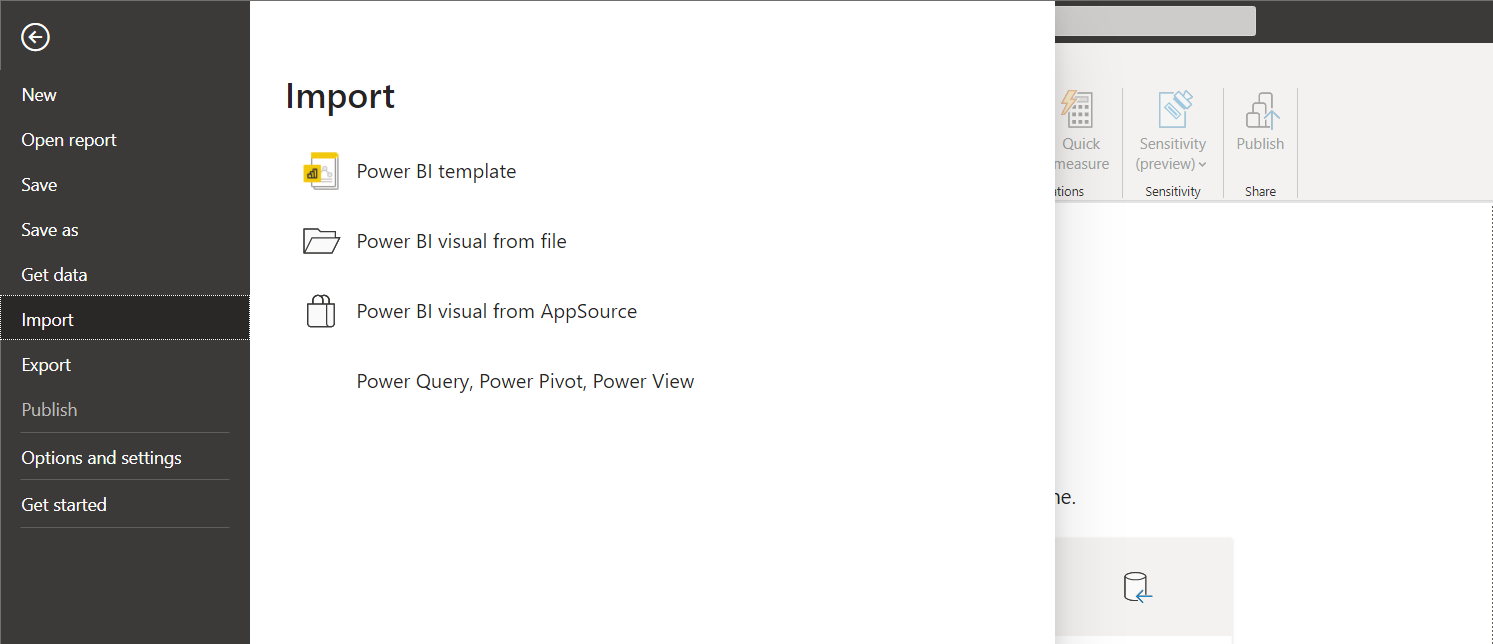 New
Open report
Save
Save as
Get data
Import
Export
Publish
Options and settings
Get started
Import
Power BI template
Power BI visual from file
Power BI visual from AppSource
Power Query, Power Pivot, Power View
Quick
measure
Sensitivity
(preview)
Publish
Sensitivity
Share